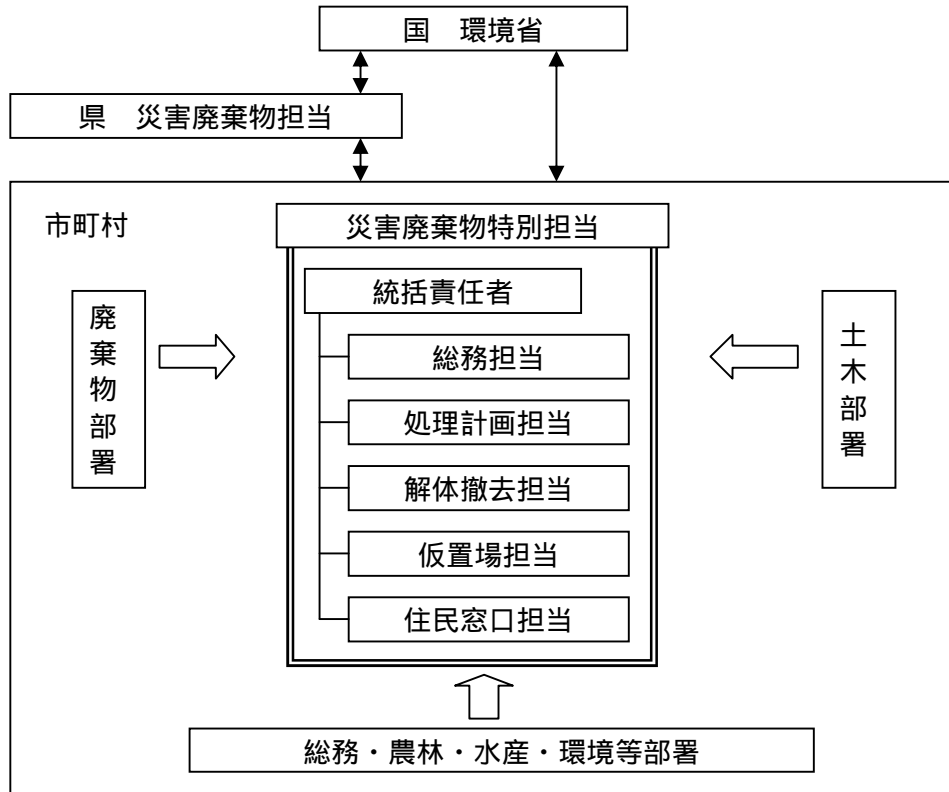 国　環境省
県　災害廃棄物担当
市町村
災害廃棄物特別担当
統括責任者
廃棄物部署
総務担当
土木部署
処理計画担当
解体撤去担当
仮置場担当
住民窓口担当
総務・農林・水産・環境等部署